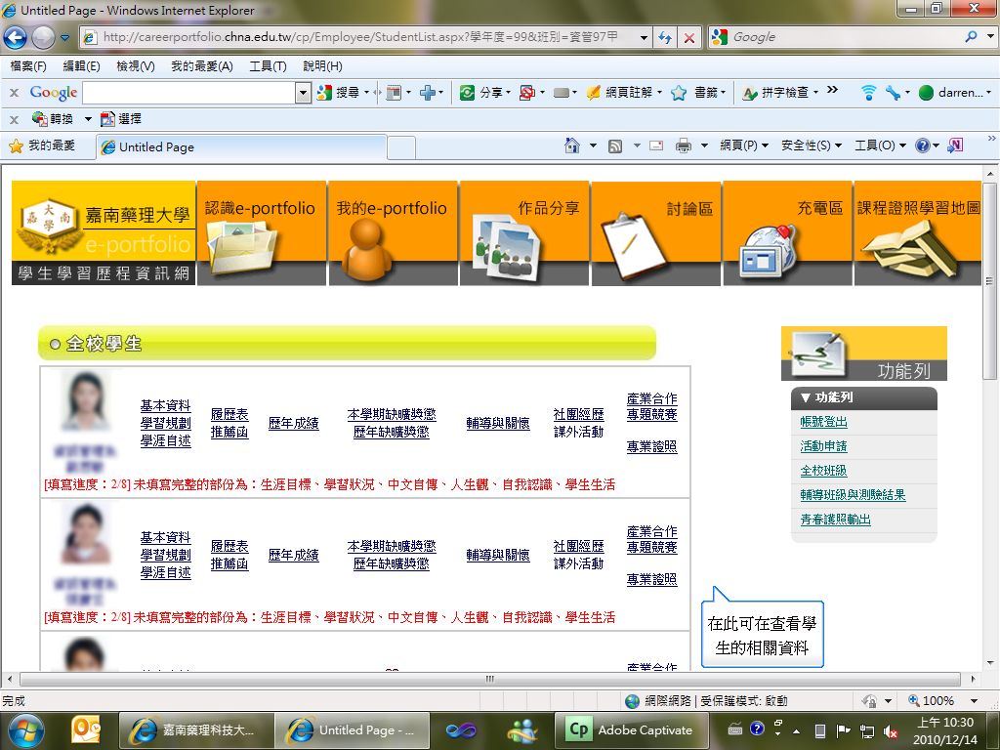 Untitled Page - Windows Internet Explorer
http://careerportfolio.chna.edu.tw/cp/Employee/StudentList.aspx?學年度=99&班別=資管97甲
Google
檔案(F) 編輯(E) 檢視(V) 我的最愛(A) 工具(T) 說明(H)
x Google 搜尋 分享 網頁註解 書籤 拼字檢查 » darren...
x 轉換 選擇
我的最愛 Untitled Page 網頁(P) 安全性(S) 工具(O) »
嘉南藥理大學
e-portfolio
學生學習歷程資訊網
嘉大學南
認識e-portfolio
我的e-portfolio
作品分享
討論區
充電區
課程證照學習地圖
全校學生
基本資料 學習規劃 學涯自述
履歷表 推薦函
歷年成績
本學期缺曠獎懲 歷年缺曠獎懲
輔導與關懷
社團經歷 課外活動
產業合作 專題競賽
專業證照
[填寫進度：2/8] 未填寫完整的部份為：生涯目標、學習狀況、中文自傳、人生觀、自我認識、學生生活
基本資料 學習規劃 學涯自述
履歷表 推薦函
歷年成績
本學期缺曠獎懲 歷年缺曠獎懲
輔導與關懷
社團經歷 課外活動
產業合作 專題競賽
專業證照
[填寫進度：2/8] 未填寫完整的部份為：生涯目標、學習狀況、中文自傳、人生觀、自我認識、學生生活
產業合作
功能列
▼ 功能列
帳號登出
活動申請
全校班級
輔導班級與測驗結果
青春護照輸出
在此可在查看學
生的相關資料
完成 網際網路 | 受保護模式: 啟動 100%
嘉南藥理科技大... Untitled Page - ... Cp Adobe Captivate
上午 10:30
2010/12/14